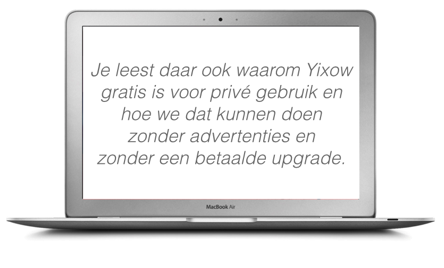 Je leest daar ook waarom Yixow
gratis is voor privé gebruik en
hoe we dat kunnen doen
zonder advertenties en
zonder een betaalde upgrade.
MacBook Air